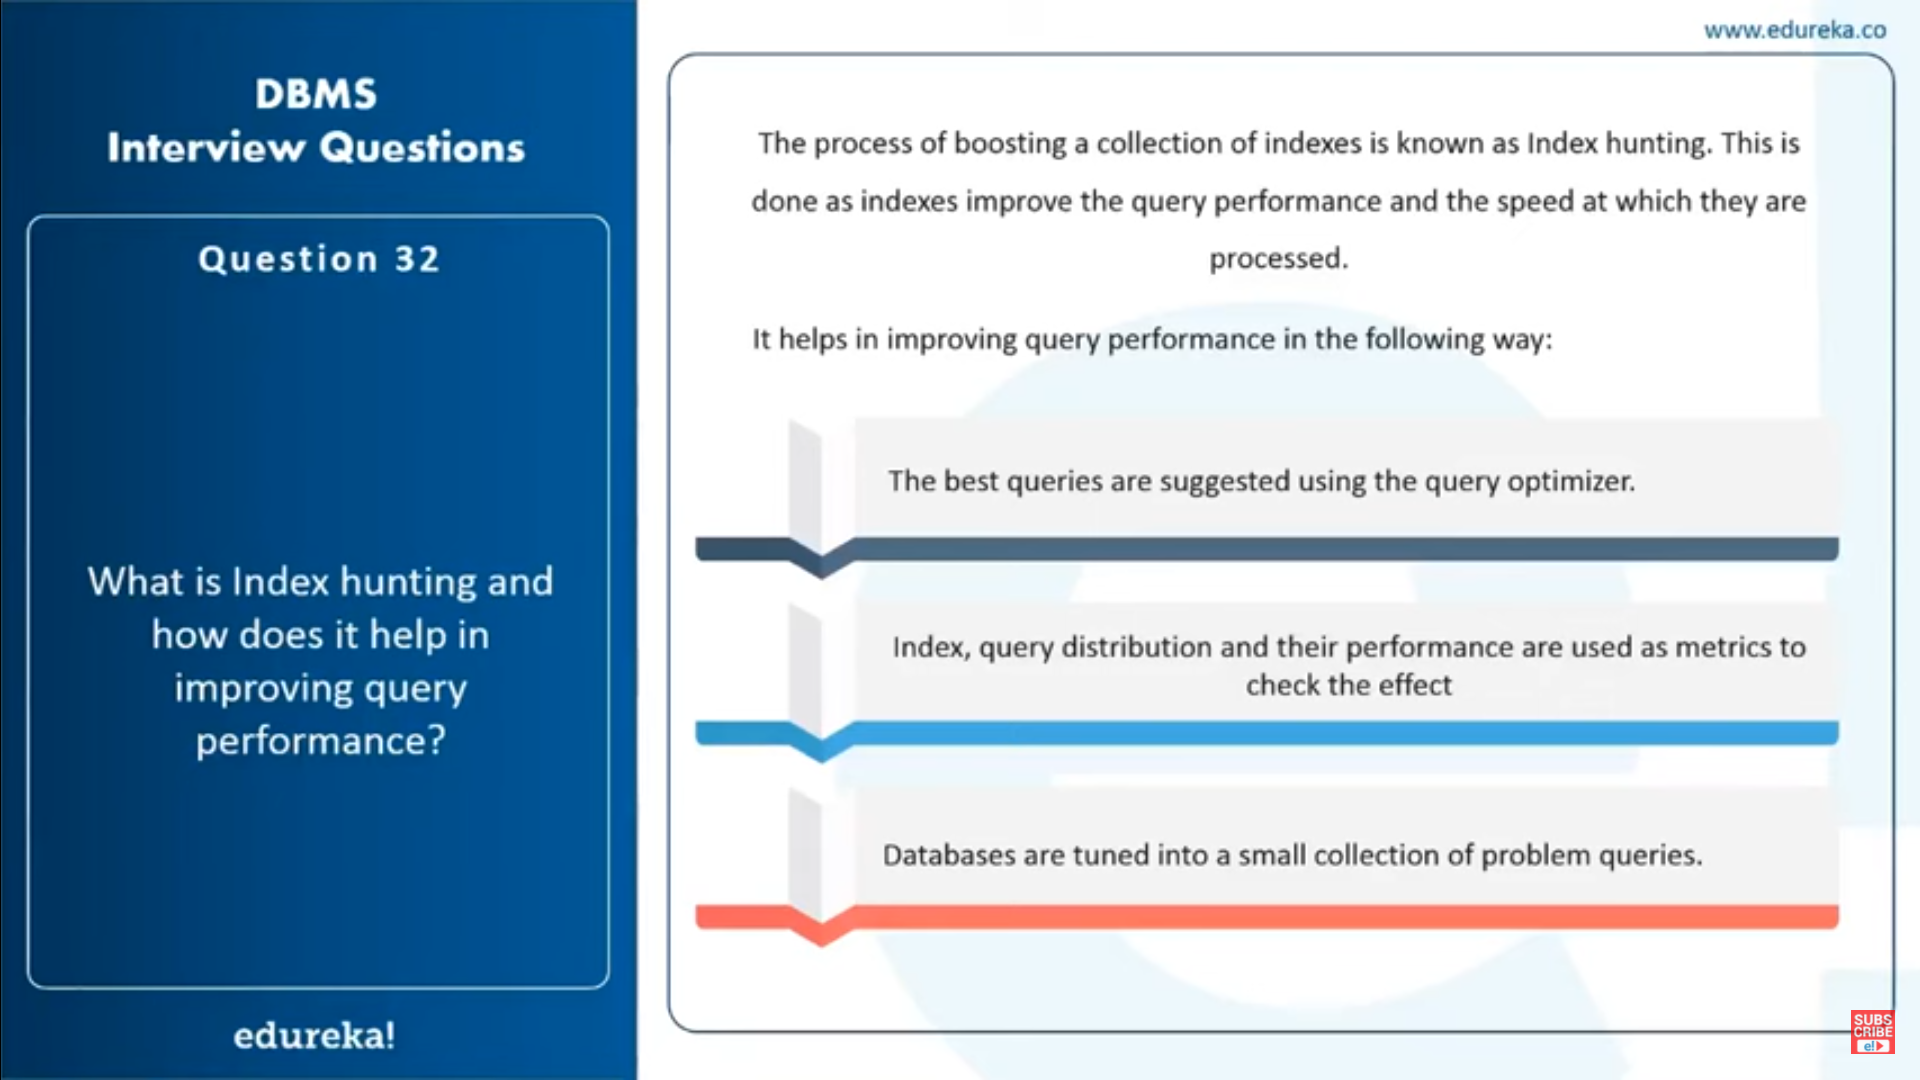 www.edureka.co
DBMS
Interview Questions
Question 32
What is Index hunting and
how does it help in
improving query
performance?
edureka!
The process of boosting a collection of indexes is known as Index hunting. This is
done as indexes improve the query performance and the speed at which they are
processed.
It helps in improving query performance in the following way:
The best queries are suggested using the query optimizer.
Index, query distribution and their performance are used as metrics to
check the effect
Databases are tuned into a small collection of problem queries.
SUBS
CRIBE
e!